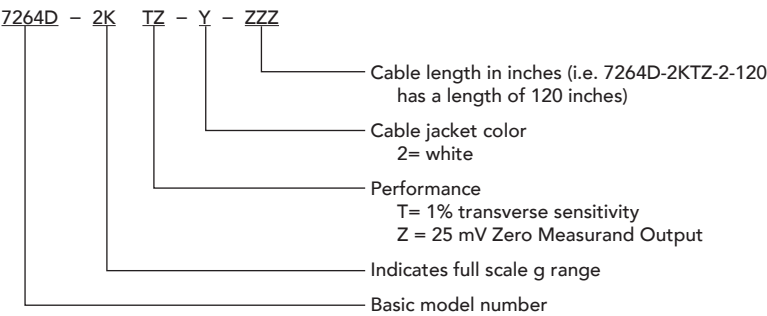 7264D – 2K TZ – Y – ZZZ
Cable length in inches (i.e. 7264D-2KTZ-2-120
has a length of 120 inches)
Cable jacket color
2= white
Performance
T= 1% transverse sensitivity
Z = 25 mV Zero Measurand Output
Indicates full scale g range
Basic model number